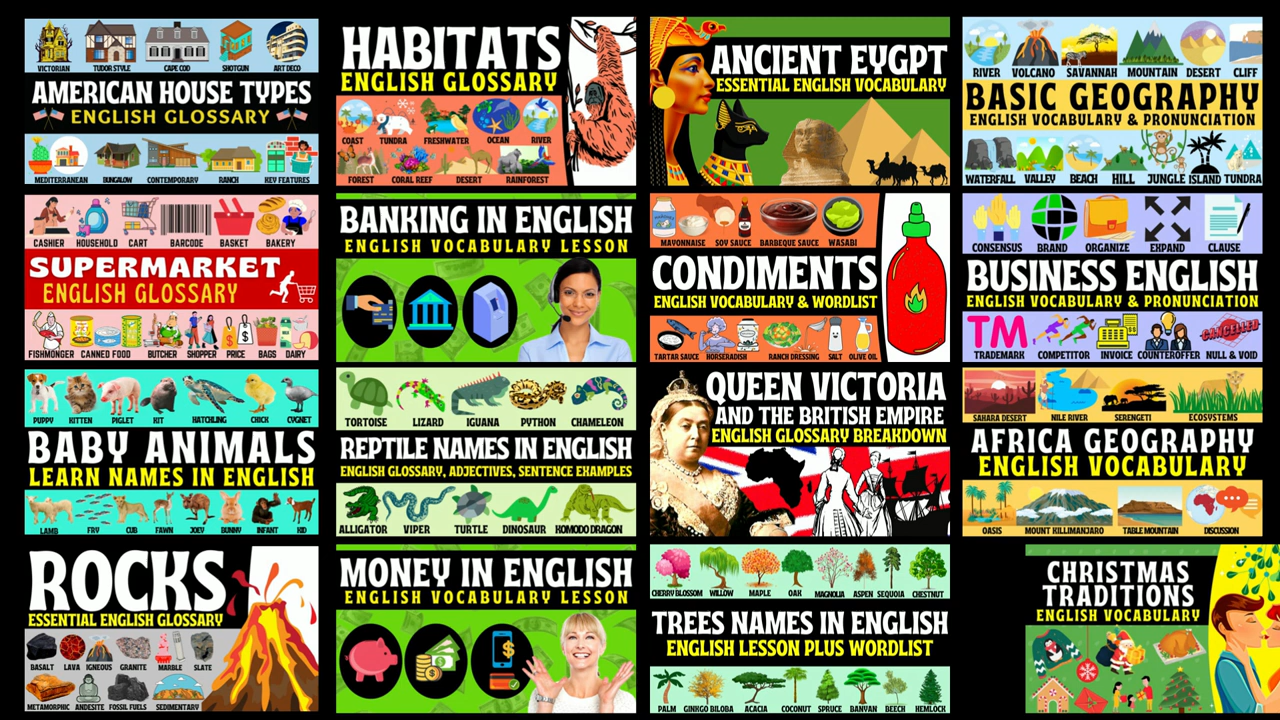 VICTORIAN TUDOR STYLE CAPE COD SHOTGUN ART DECO
AMERICAN HOUSE TYPES
ENGLISH GLOSSARY
MEDITERRANEAN BUNGALOW CONTEMPORARY RANCH KEY FEATURES
HABITATS
ENGLISH GLOSSARY
COAST TUNDRA FRESHWATER OCEAN RIVER
FOREST CORAL REEF DESERT RAINFOREST
ANCIENT EYGPT
ESSENTIAL ENGLISH VOCABULARY
RIVER VOLCANO SAVANNAH MOUNTAIN DESERT CLIFF
BASIC GEOGRAPHY
ENGLISH VOCABULARY & PRONUNCIATION
WATERFALL VALLEY BEACH HILL JUNGLE ISLAND TUNDRA
CASHIER HOUSEHOLD CART BARCODE BASKET BAKERY
SUPERMARKET
ENGLISH GLOSSARY
FISHMONGER CANNED FOOD BUTCHER SHOPPER PRICE BAGS DAIRY
BANKING IN ENGLISH
ENGLISH VOCABULARY LESSON
MAYONNAISE SOY SAUCE BARBEQUE SAUCE WASABI
CONDIMENTS
ENGLISH VOCABULARY & WORDLIST
TARTAR SAUCE HORSERADISH RANCH DRESSING SALT OLIVE OIL
CONSENSUS BRAND ORGANIZE EXPAND CLAUSE
BUSINESS ENGLISH
ENGLISH VOCABULARY & PRONUNCIATION
TM CANCELLED
TRADEMARK COMPETITOR INVOICE COUNTEROFFER NULL & VOID
PUPPY KITTEN PIGLET KIT HATCHLING CHICK CYGNET
BABY ANIMALS
LEARN NAMES IN ENGLISH
LAMB FRY CUB FAWN JOEY BUNNY INFANT KID
TORTOISE LIZARD IGUANA PYTHON CHAMELEON
REPTILE NAMES IN ENGLISH
ENGLISH GLOSSARY, ADJECTIVES, SENTENCE EXAMPLES
ALLIGATOR VIPER TURTLE DINOSAUR KOMODO DRAGON
QUEEN VICTORIA
AND THE BRITISH EMPIRE
ENGLISH GLOSSARY BREAKDOWN
SAHARA DESERT NILE RIVER SERENGETI ECOSYSTEMS
AFRICA GEOGRAPHY
ENGLISH VOCABULARY
OASIS MOUNT KILLIMANJARO TABLE MOUNTAIN DISCUSSION
ROCKS
ESSENTIAL ENGLISH GLOSSARY
BASALT LAVA IGNEOUS GRANITE MARBLE SLATE
METAMORPHIC ANDESITE FOSSIL FUELS SEDIMENTARY
MONEY IN ENGLISH
ENGLISH VOCABULARY LESSON
CHERRY BLOSSOM WILLOW MAPLE OAK MAGNOLIA ASPEN SEQUOIA CHESTNUT
TREES NAMES IN ENGLISH
ENGLISH LESSON PLUS WORDLIST
PALM GINKGO BILOBA ACACIA COCONUT SPRUCE BANYAN BEECH HEMLOCK
CHRISTMAS
TRADITIONS
ENGLISH VOCABULARY